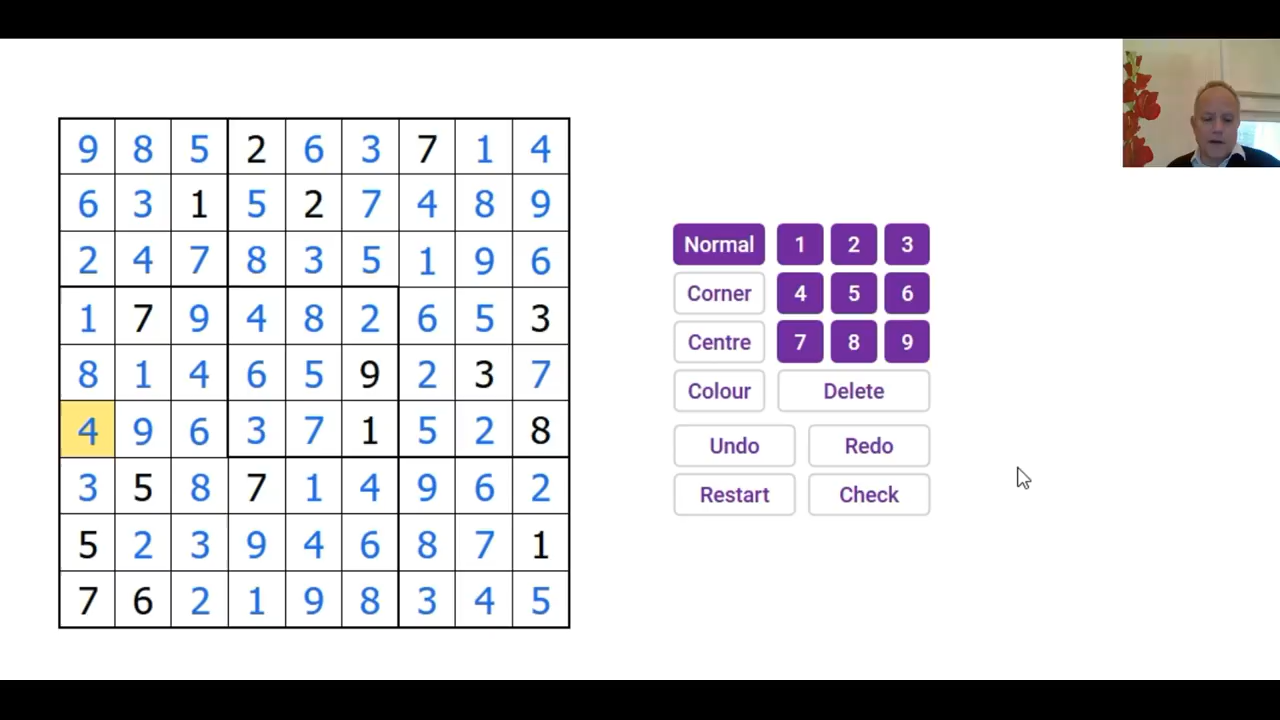 9 8 5 2 6 3 7 1 4
6 3 1 5 2 7 4 8 9
2 4 7 8 3 5 1 9 6
1 7 9 4 8 2 6 5 3
8 1 4 6 5 9 2 3 7
4 9 6 3 7 1 5 2 8
3 5 8 7 1 4 9 6 2
5 2 3 9 4 6 8 7 1
7 6 2 1 9 8 3 4 5
Normal 1 2 3
Corner 4 5 6
Centre 7 8 9
Colour Delete
Undo Redo
Restart Check